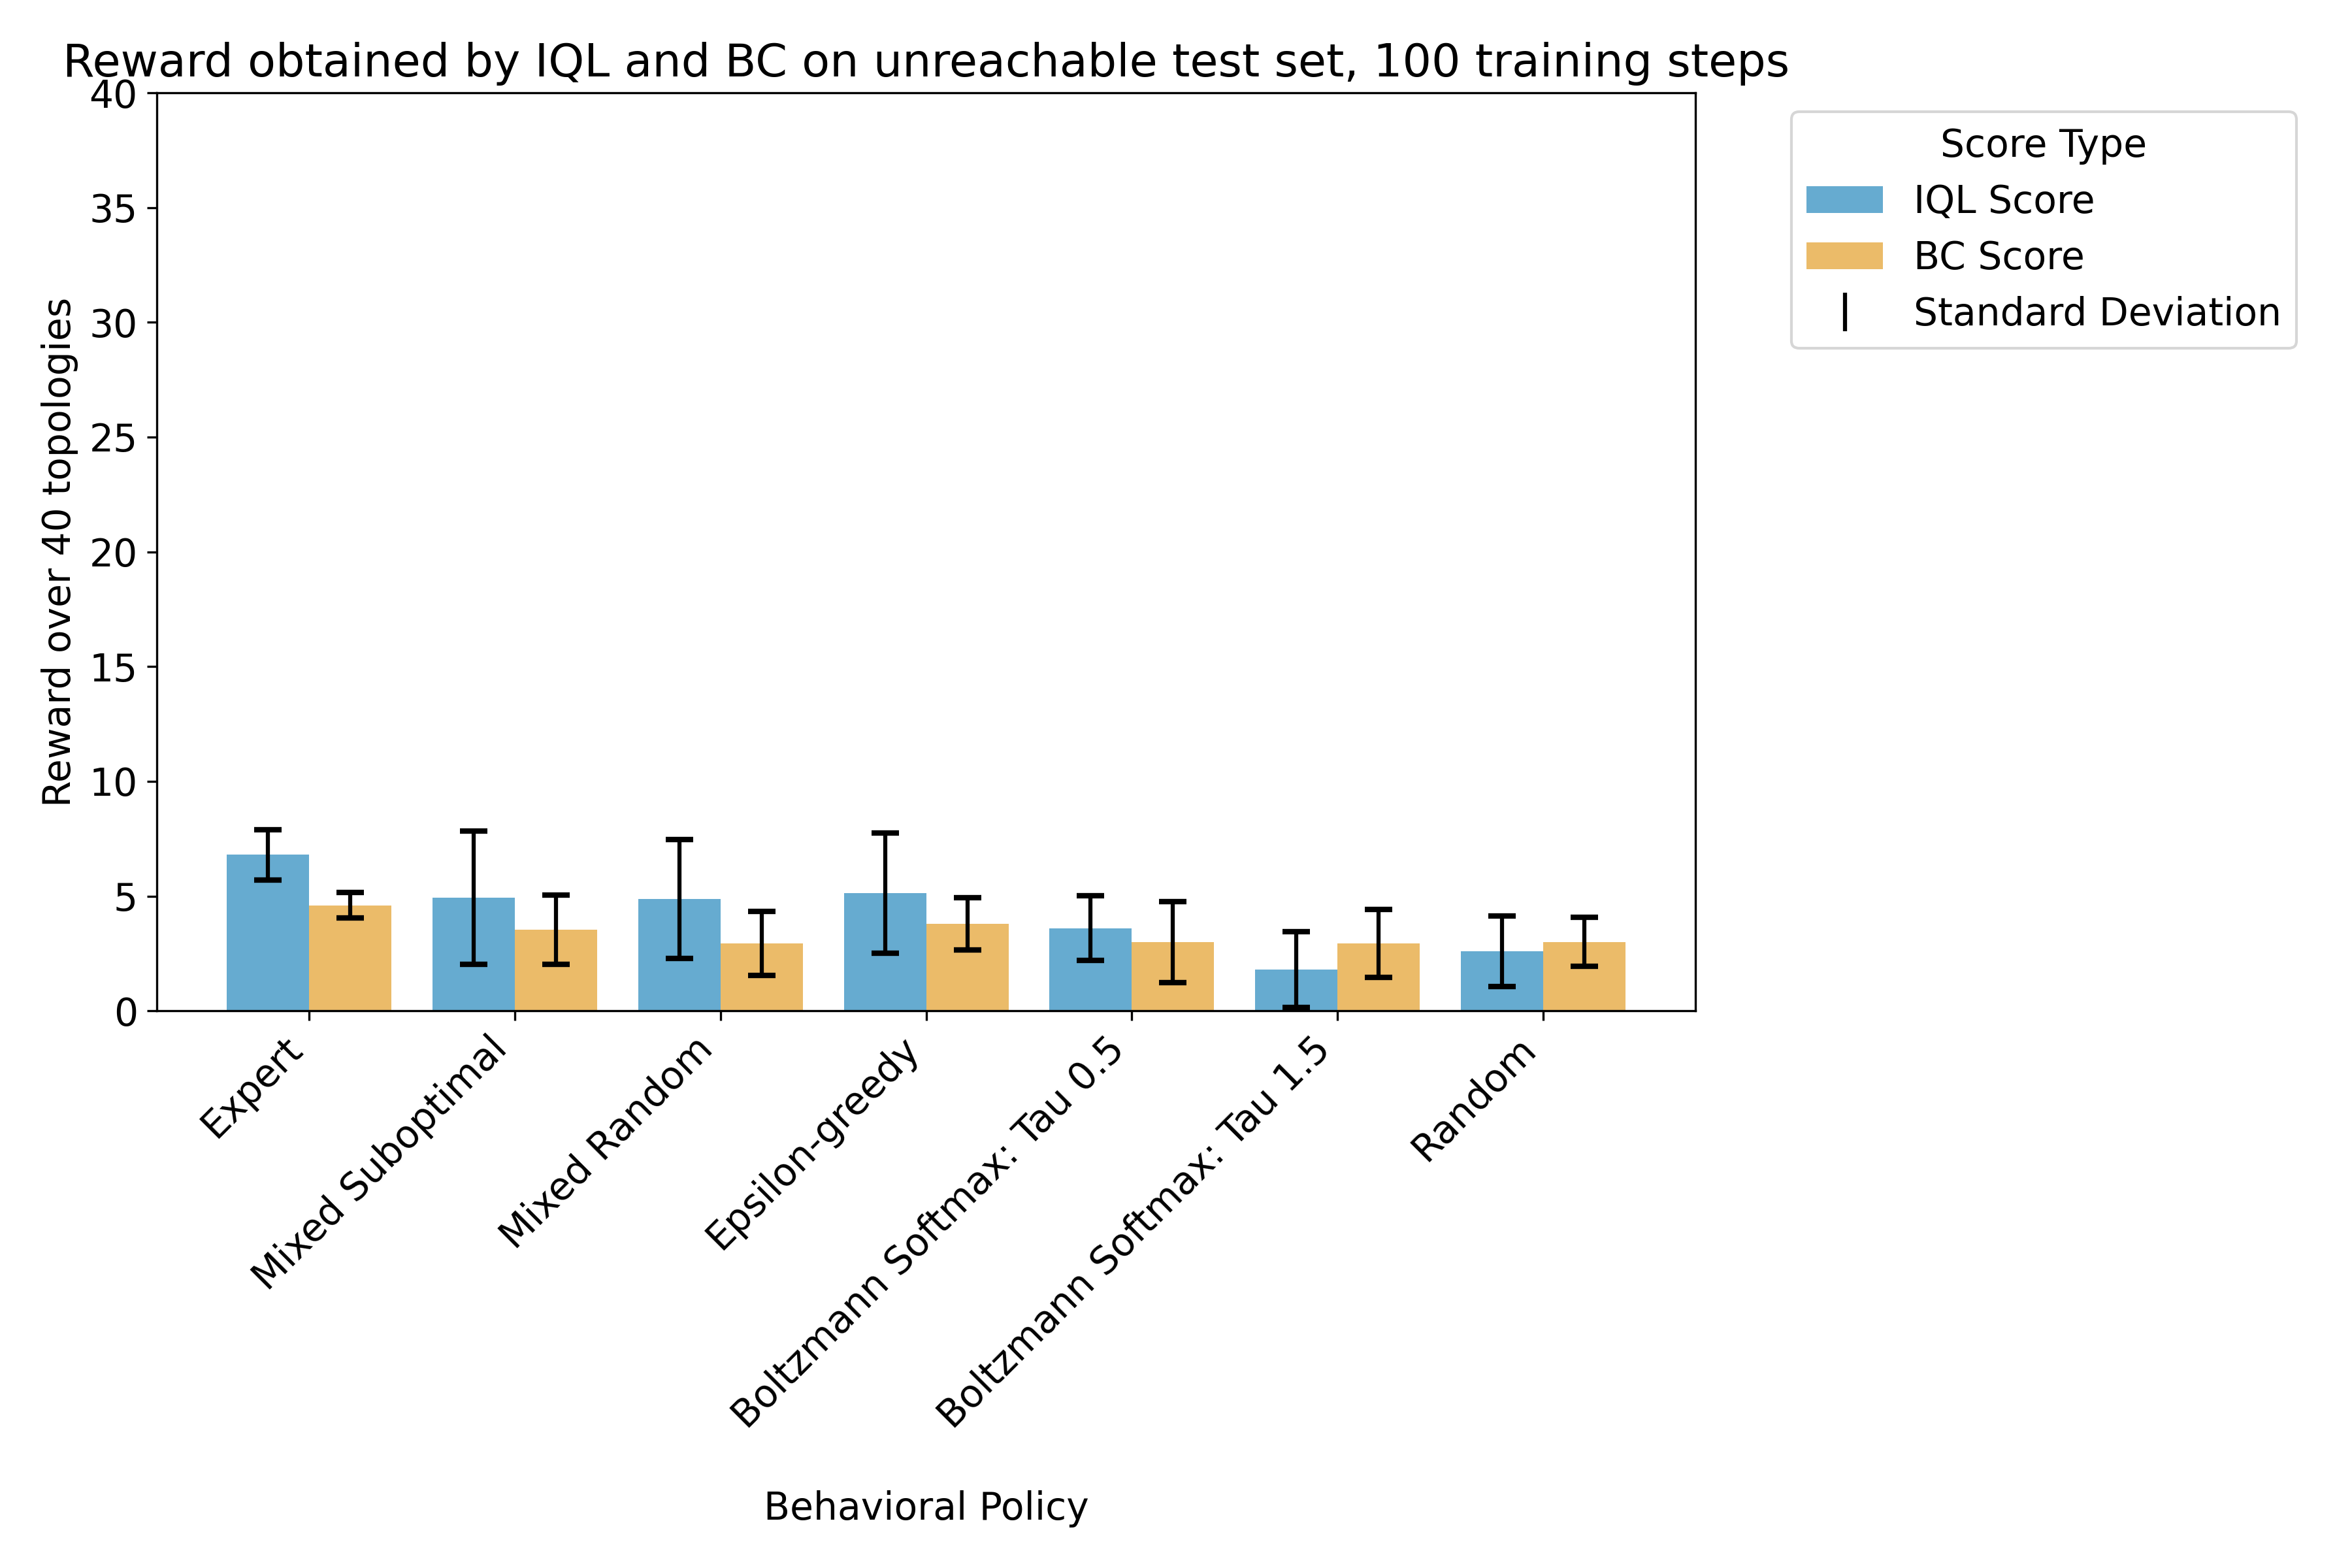 Reward obtained by IQL and BC on unreachable test set, 100 training steps
Reward over 40 topologies
40
35
30
25
20
15
10
5
0
Score Type
IQL Score
BC Score
Standard Deviation
Expert
Mixed Suboptimal
Mixed Random
Epsilon-greedy
Boltzmann Softmax: Tau 0.5
Boltzmann Softmax: Tau 1.5
Random
Behavioral Policy